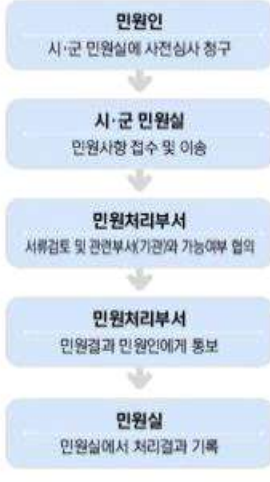 민원인
시·군 민원실에 사전심사 청구
시·군 민원실
민원사항 접수 및 이송
민원처리부서
서류검토 및 관련부서(기관)와 가능여부 협의
민원처리부서
민원결과 민원인에게 통보
민원실
민원실에서 처리결과 기록